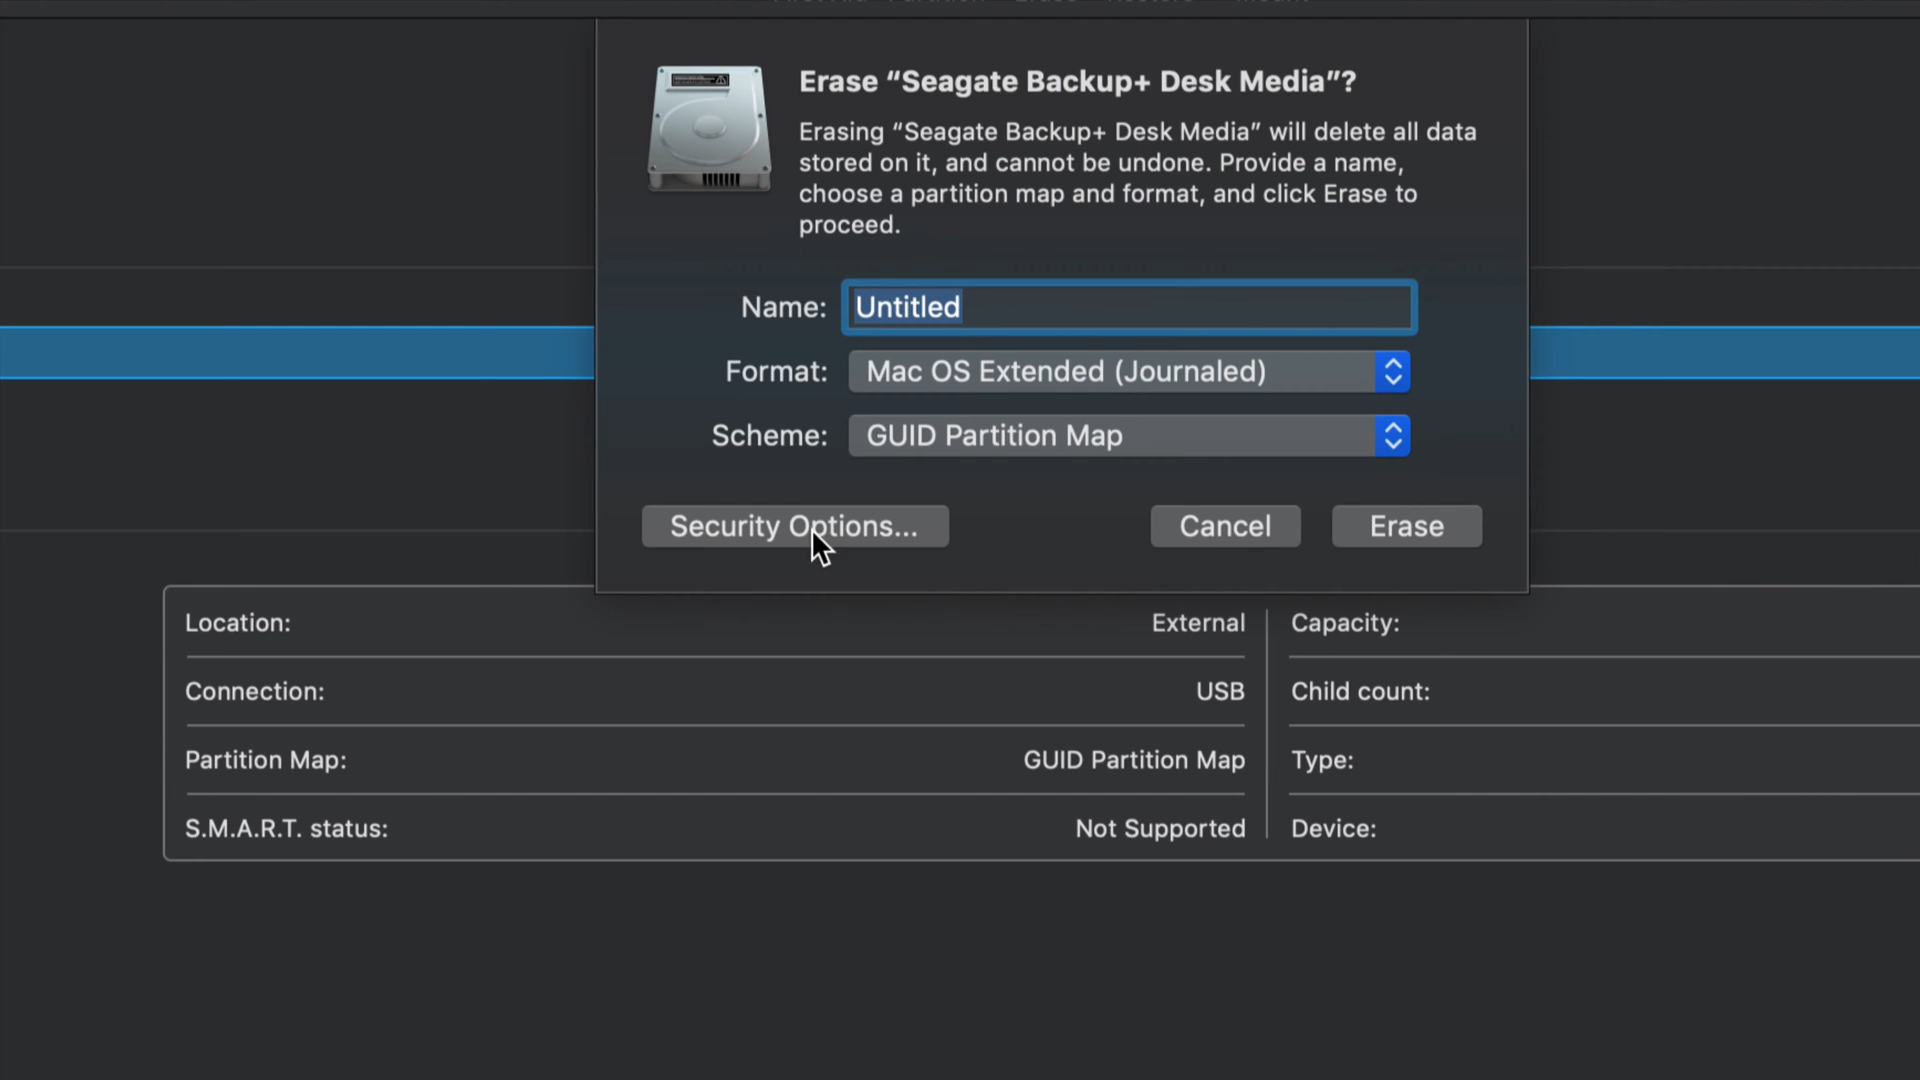 Erase “Seagate Backup+ Desk Media”?
Erasing “Seagate Backup+ Desk Media” will delete all data
stored on it, and cannot be undone. Provide a name,
choose a partition map and format, and click Erase to
proceed.
Name: Untitled
Format: Mac OS Extended (Journaled)
Scheme: GUID Partition Map
Security Options... Cancel Erase
Location: External Capacity:
Connection: USB Child count:
Partition Map: GUID Partition Map Type:
S.M.A.R.T. status: Not Supported Device: